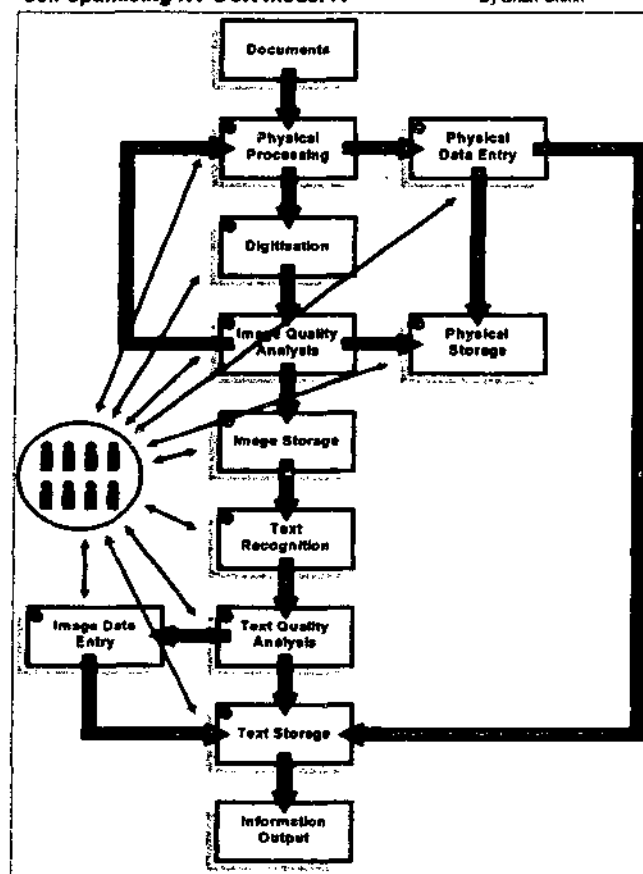 Documents
Physical
Processing
Physical
Data Entry
Digitisation
Image Quality
Analysis
Physical
Storage
Image Storage
Text
Recognition
Image Data
Entry
Text Quality
Analysis
Text Storage
Information
Output